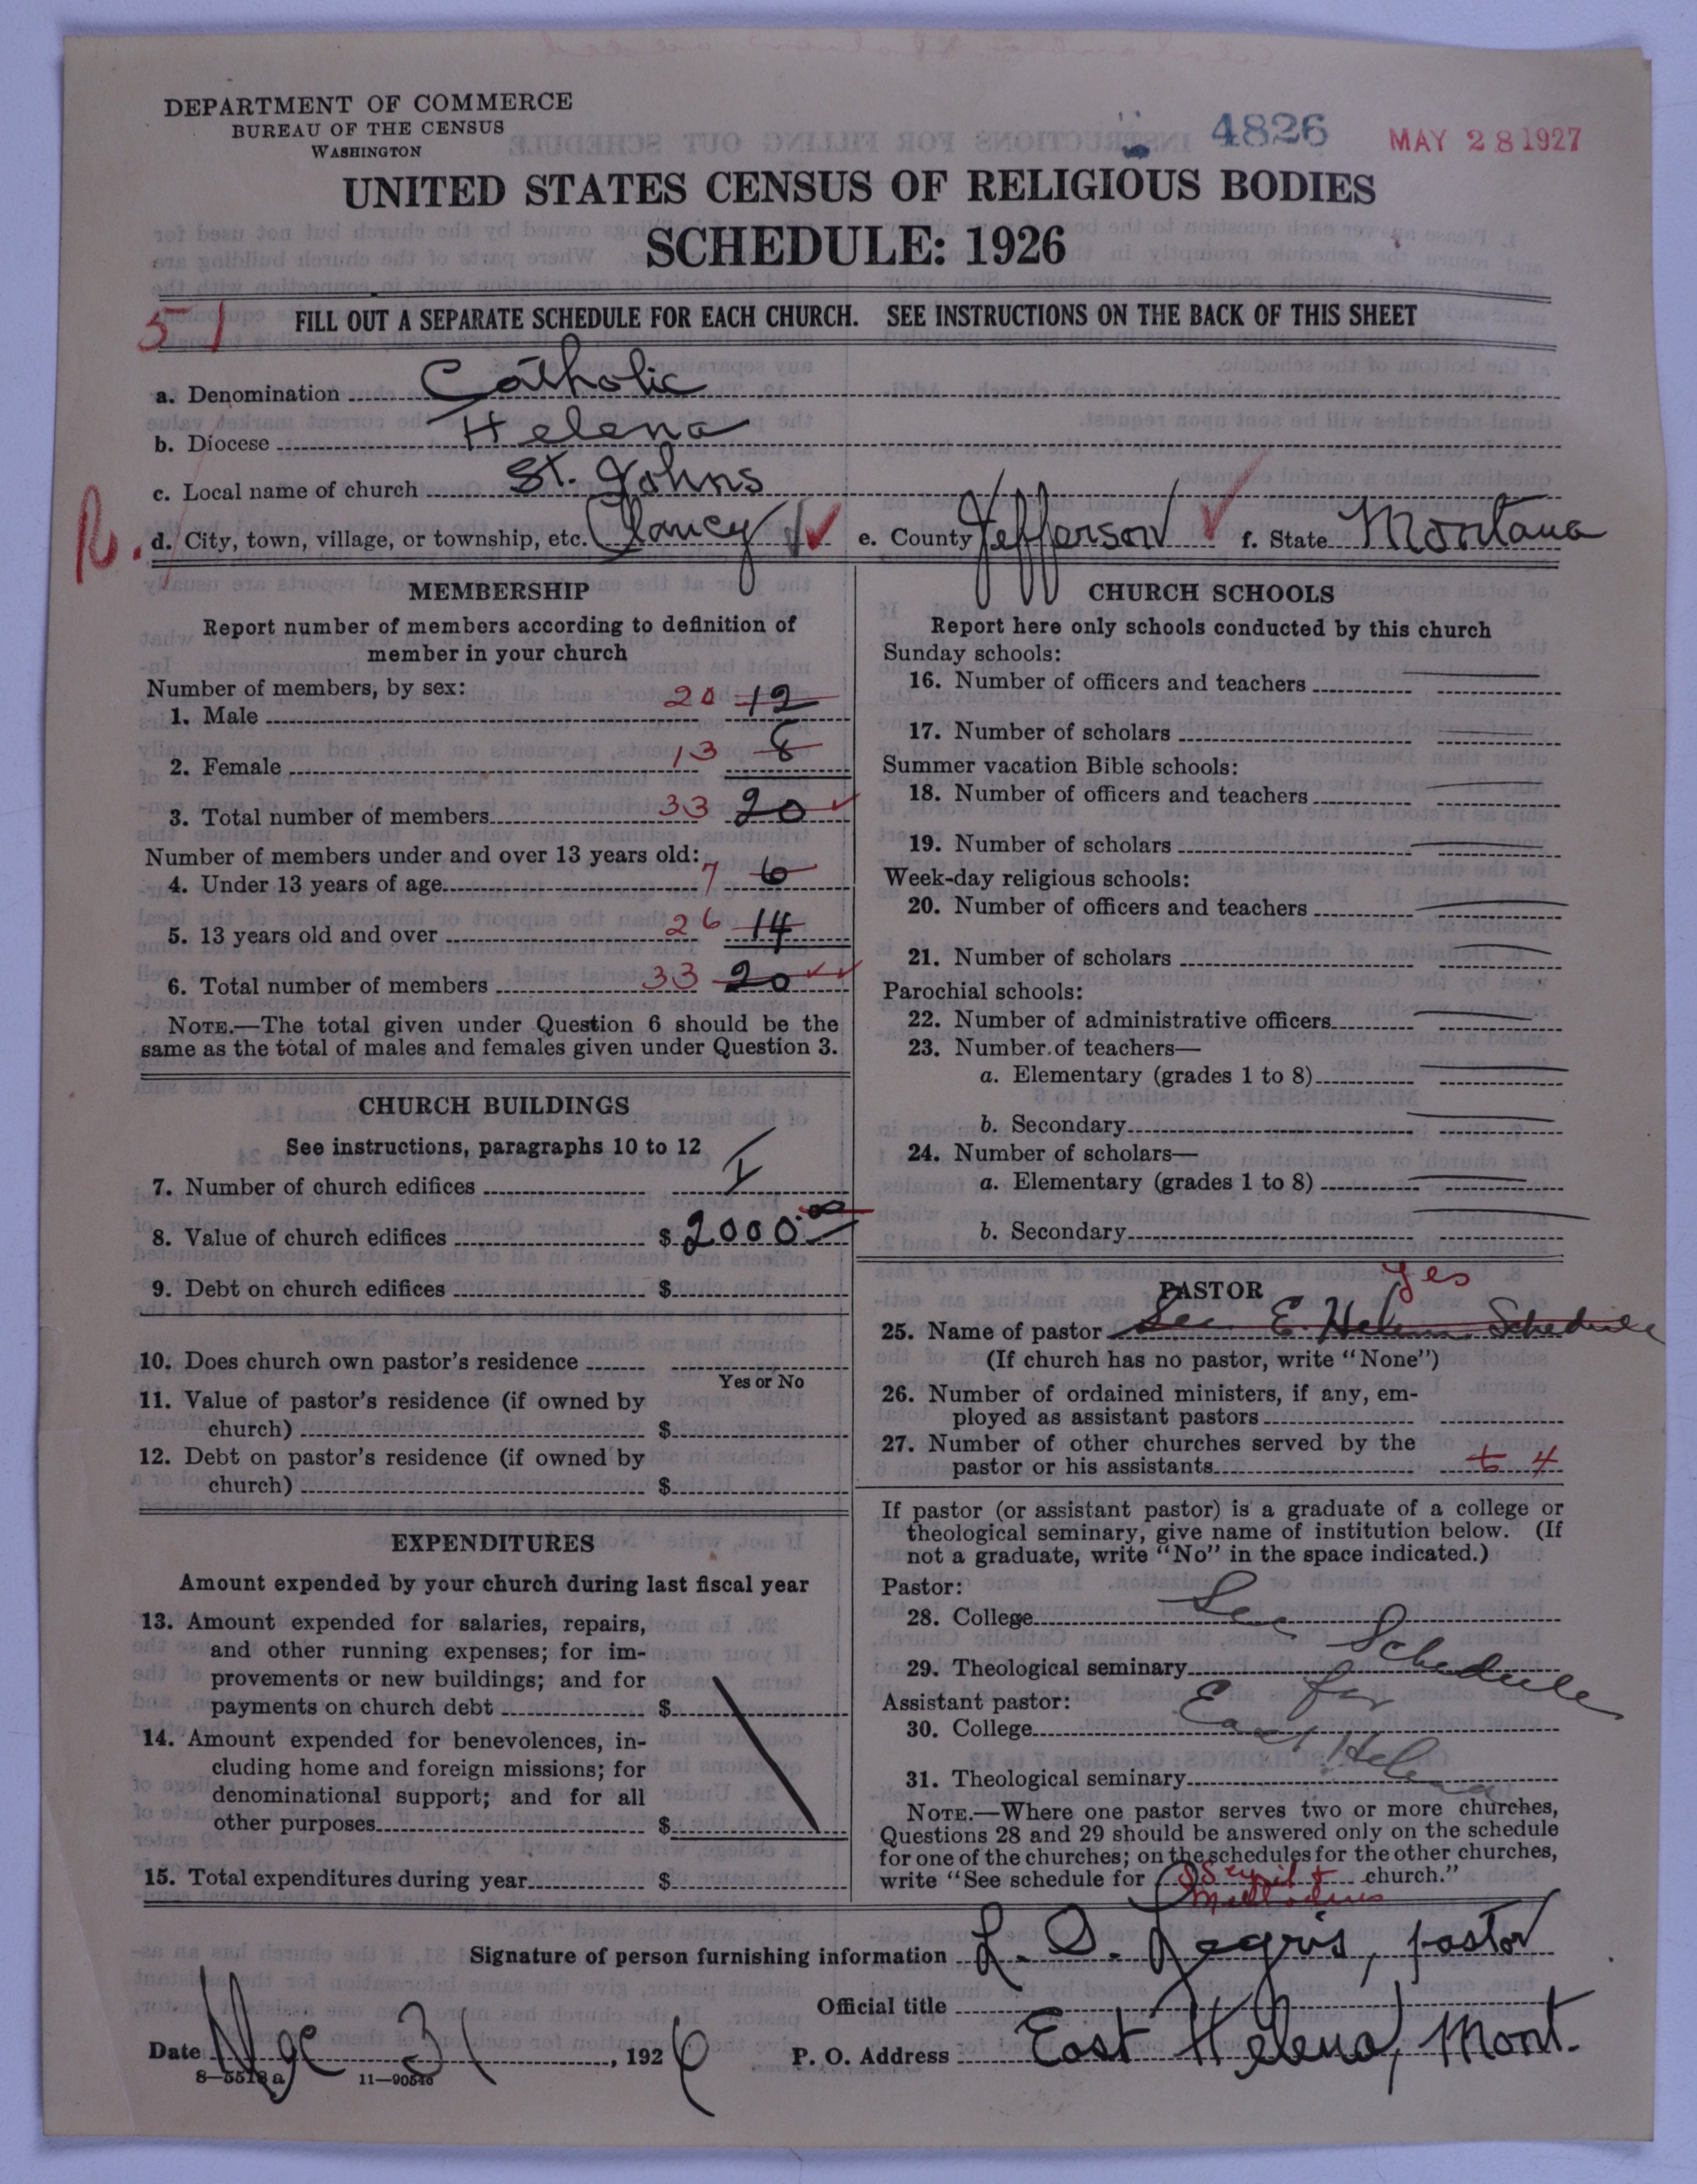 DEPARTMENT OF COMMERCE
BUREAU OF THE CENSUS
WASHINGTON
4826
MAY 28 1927
UNITED STATES CENSUS OF RELIGIOUS BODIES
SCHEDULE: 1926
51
FILL OUT A SEPARATE SCHEDULE FOR EACH CHURCH. SEE INSTRUCTIONS ON THE BACK OF THIS SHEET
a. Denomination Catholic
b. Diocese Helena
c. Local name of church St. Johns
R.
d. City, town, village, or township, etc. Clancy e. County Jefferson f. State Montana
MEMBERSHIP
Report number of members according to definition of
member in your church
Number of members, by sex:
1. Male 20 12
2. Female 13 8
3. Total number of members 33 20
Number of members under and over 13 years old:
4. Under 13 years of age 7 6
5. 13 years old and over 26 14
6. Total number of members 33 20
NOTE.—The total given under Question 6 should be the
same as the total of males and females given under Question 3.
CHURCH BUILDINGS
See instructions, paragraphs 10 to 12
7. Number of church edifices I
8. Value of church edifices $ 2000.00
9. Debt on church edifices $
10. Does church own pastor's residence
Yes or No
11. Value of pastor's residence (if owned by
church) $
12. Debt on pastor's residence (if owned by
church) $
EXPENDITURES
Amount expended by your church during last fiscal year
13. Amount expended for salaries, repairs,
and other running expenses; for im-
provements or new buildings; and for
payments on church debt $
14. Amount expended for benevolences, in-
cluding home and foreign missions; for
denominational support; and for all
other purposes $
15. Total expenditures during year $
CHURCH SCHOOLS
Report here only schools conducted by this church
Sunday schools:
16. Number of officers and teachers
17. Number of scholars
Summer vacation Bible schools:
18. Number of officers and teachers
19. Number of scholars
Week-day religious schools:
20. Number of officers and teachers
21. Number of scholars
Parochial schools:
22. Number of administrative officers
23. Number of teachers—
a. Elementary (grades 1 to 8)
b. Secondary
24. Number of scholars—
a. Elementary (grades 1 to 8)
b. Secondary
PASTOR yes
25. Name of pastor See E. Helena Schedule
(If church has no pastor, write "None")
26. Number of ordained ministers, if any, em-
ployed as assistant pastors
27. Number of other churches served by the
pastor or his assistants 4
If pastor (or assistant pastor) is a graduate of a college or
theological seminary, give name of institution below. (If
not a graduate, write "No" in the space indicated.)
Pastor:
28. College See
29. Theological seminary Schedule
Assistant pastor: for
30. College East
31. Theological seminary Helena
NOTE.—Where one pastor serves two or more churches,
Questions 28 and 29 should be answered only on the schedule
for one of the churches; on the schedules for the other churches,
write "See schedule for SS Cyril & church."
Methodius
Signature of person furnishing information L. S. Legris, pastor
Official title
Date Dec 31, 1926 P. O. Address East Helena, Mont.
8—5518 a 11—90646